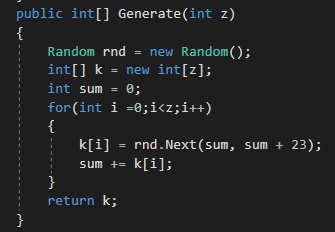 public int[] Generate(int z)
{
Random rnd = new Random();
int[] k = new int[z];
int sum = 0;
for(int i =0;i<z;i++)
{
k[i] = rnd.Next(sum, sum + 23);
sum += k[i];
}
return k;
}